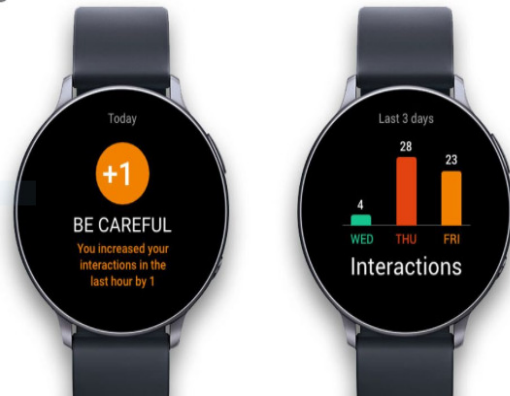 Today
+1
BE CAREFUL
You increased your
interactions in the
last hour by 1
Last 3 days
28
23
4
WED THU FRI
Interactions